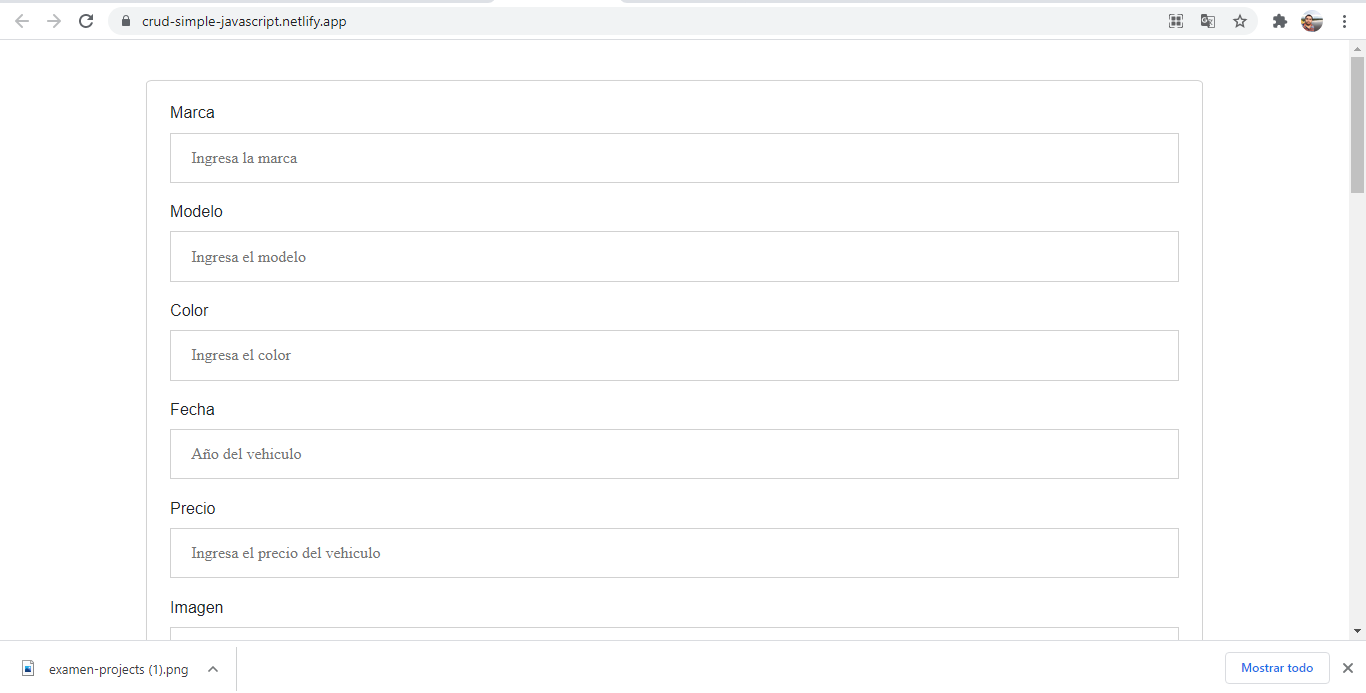 crud-simple-javascript.netlify.app
Marca
Ingresa la marca
Modelo
Ingresa el modelo
Color
Ingresa el color
Fecha
Año del vehiculo
Precio
Ingresa el precio del vehiculo
Imagen
examen-projects (1).png
Mostrar todo